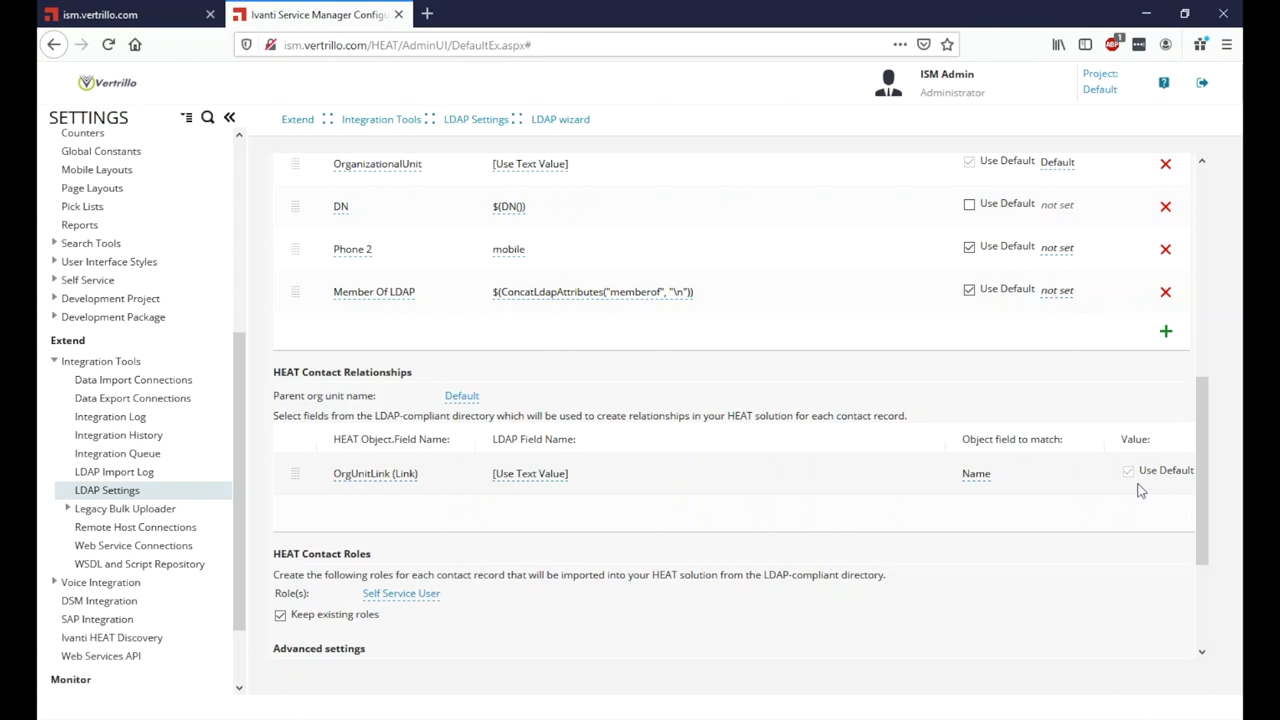 ism.vertrillo.com
Ivanti Service Manager Configu
ism.vertrillo.com/HEAT/AdminUI/DefaultEx.aspx#
ABP
1
Vertrillo
ISM Admin
Administrator
Project:
Default
SETTINGS
Extend
Integration Tools
LDAP Settings
LDAP wizard
Counters
Global Constants
Mobile Layouts
Page Layouts
Pick Lists
Reports
Search Tools
User Interface Styles
Self Service
Development Project
Development Package
Extend
Integration Tools
Data Import Connections
Data Export Connections
Integration Log
Integration History
Integration Queue
LDAP Import Log
LDAP Settings
Legacy Bulk Uploader
Remote Host Connections
Web Service Connections
WSDL and Script Repository
Voice Integration
DSM Integration
SAP Integration
Ivanti HEAT Discovery
Web Services API
Monitor
OrganizationalUnit [Use Text Value] Use Default Default
DN $(DN()) Use Default not set
Phone 2 mobile Use Default not set
Member Of LDAP $(ConcatLdapAttributes("memberof", "\n")) Use Default not set
HEAT Contact Relationships
Parent org unit name: Default
Select fields from the LDAP-compliant directory which will be used to create relationships in your HEAT solution for each contact record.
HEAT Object.Field Name: LDAP Field Name: Object field to match: Value:
OrgUnitLink (Link) [Use Text Value] Name Use Default
HEAT Contact Roles
Create the following roles for each contact record that will be imported into your HEAT solution from the LDAP-compliant directory.
Role(s): Self Service User
Keep existing roles
Advanced settings